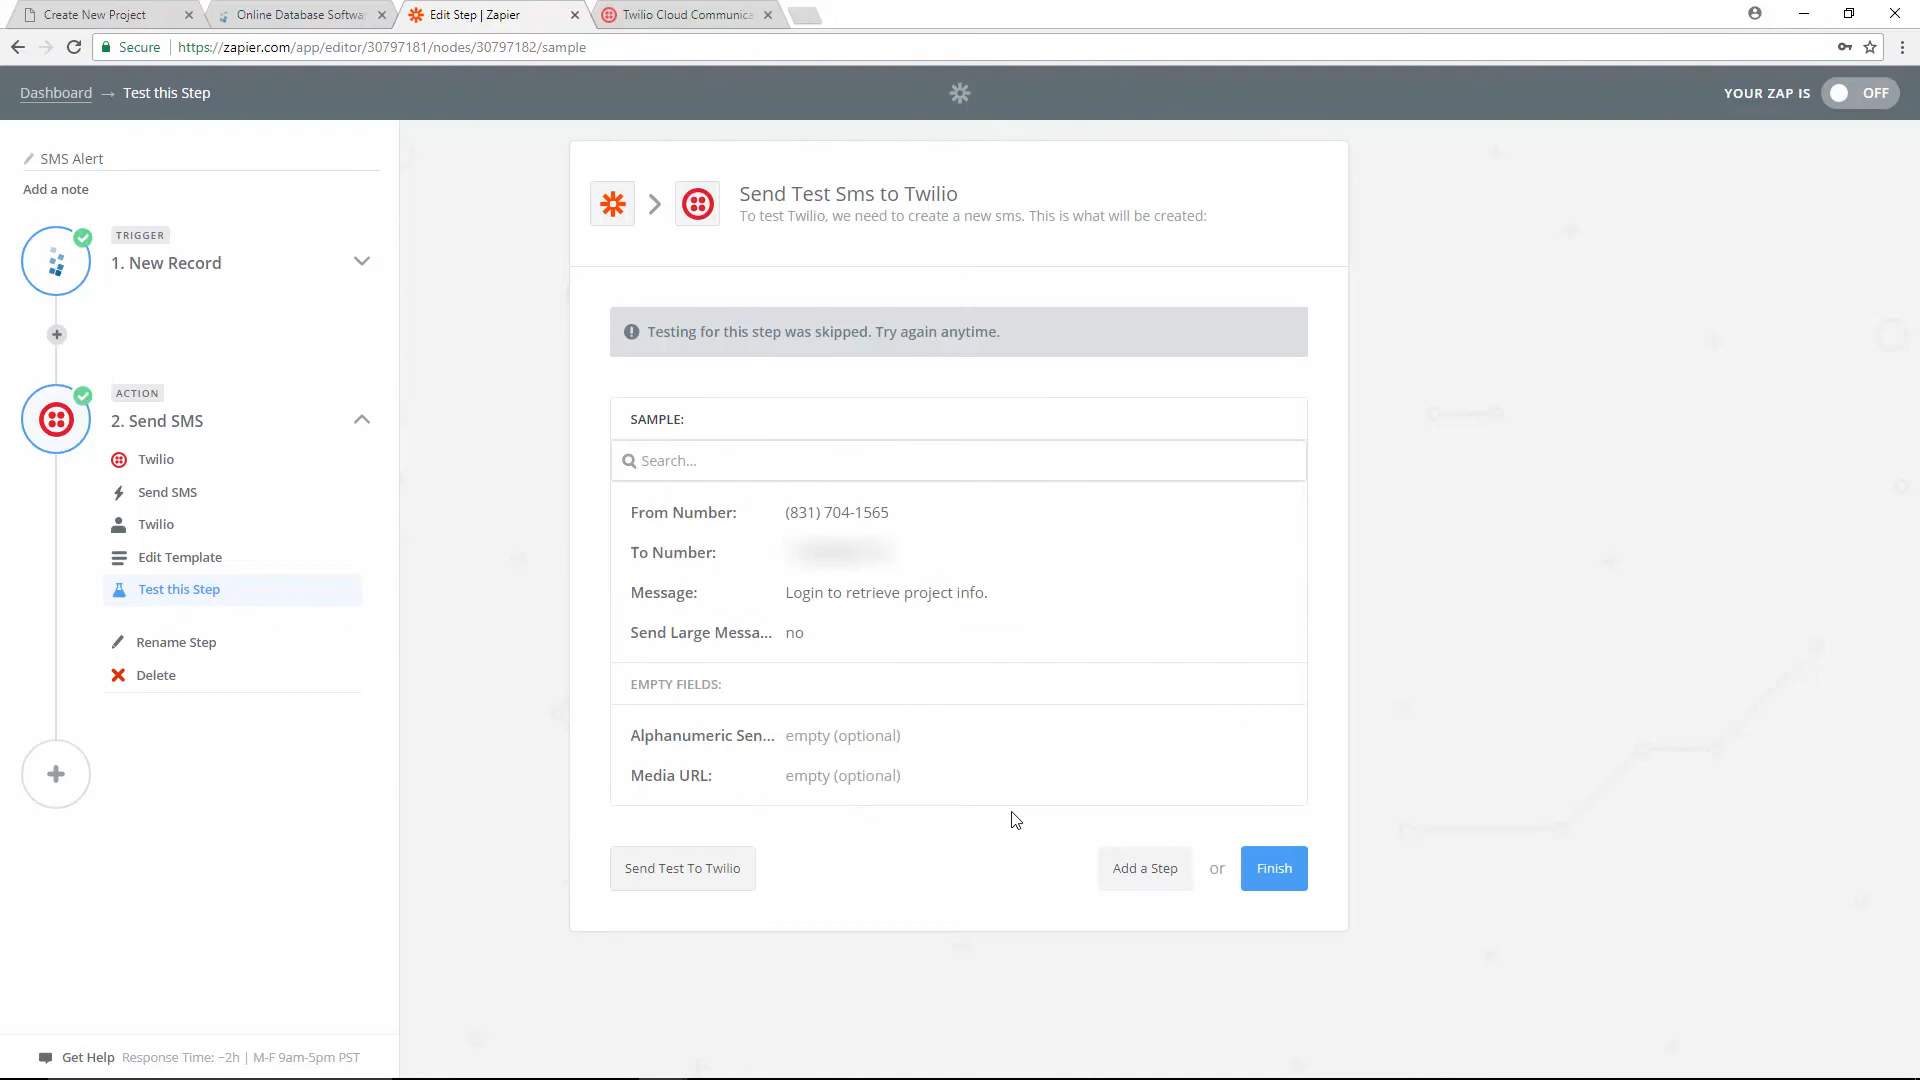 Create New Project
Online Database Softwar
Edit Step | Zapier
Twilio Cloud Communica
Secure
https://zapier.com/app/editor/30797181/nodes/30797182/sample
Dashboard → Test this Step
YOUR ZAP IS OFF
SMS Alert
Add a note
TRIGGER
1. New Record
ACTION
2. Send SMS
Twilio
Send SMS
Twilio
Edit Template
Test this Step
Rename Step
Delete
Get Help Response Time: ~2h | M-F 9am-5pm PST
Send Test Sms to Twilio
To test Twilio, we need to create a new sms. This is what will be created:
Testing for this step was skipped. Try again anytime.
SAMPLE:
Search...
From Number: (831) 704-1565
To Number:
Message: Login to retrieve project info.
Send Large Messa... no
EMPTY FIELDS:
Alphanumeric Sen... empty (optional)
Media URL: empty (optional)
Send Test To Twilio
Add a Step or Finish